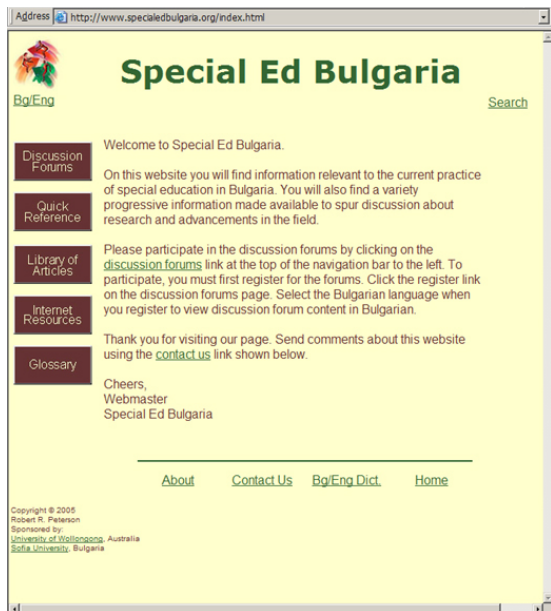 Address http://www.specialedbulgaria.org/index.html
Special Ed Bulgaria
Bg/Eng
Search
Discussion
Forums
Quick
Reference
Library of
Articles
Internet
Resources
Glossary
Welcome to Special Ed Bulgaria.
On this website you will find information relevant to the current practice
of special education in Bulgaria. You will also find a variety
progressive information made available to spur discussion about
research and advancements in the field.
Please participate in the discussion forums by clicking on the
discussion forums link at the top of the navigation bar to the left. To
participate, you must first register for the forums. Click the register link
on the discussion forums page. Select the Bulgarian language when
you register to view discussion forum content in Bulgarian.
Thank you for visiting our page. Send comments about this website
using the contact us link shown below.
Cheers,
Webmaster
Special Ed Bulgaria
About Contact Us Bg/Eng Dict. Home
Copyright © 2005
Robert R. Peterson
Sponsored by:
University of Wollongong, Australia
Sofia University, Bulgaria